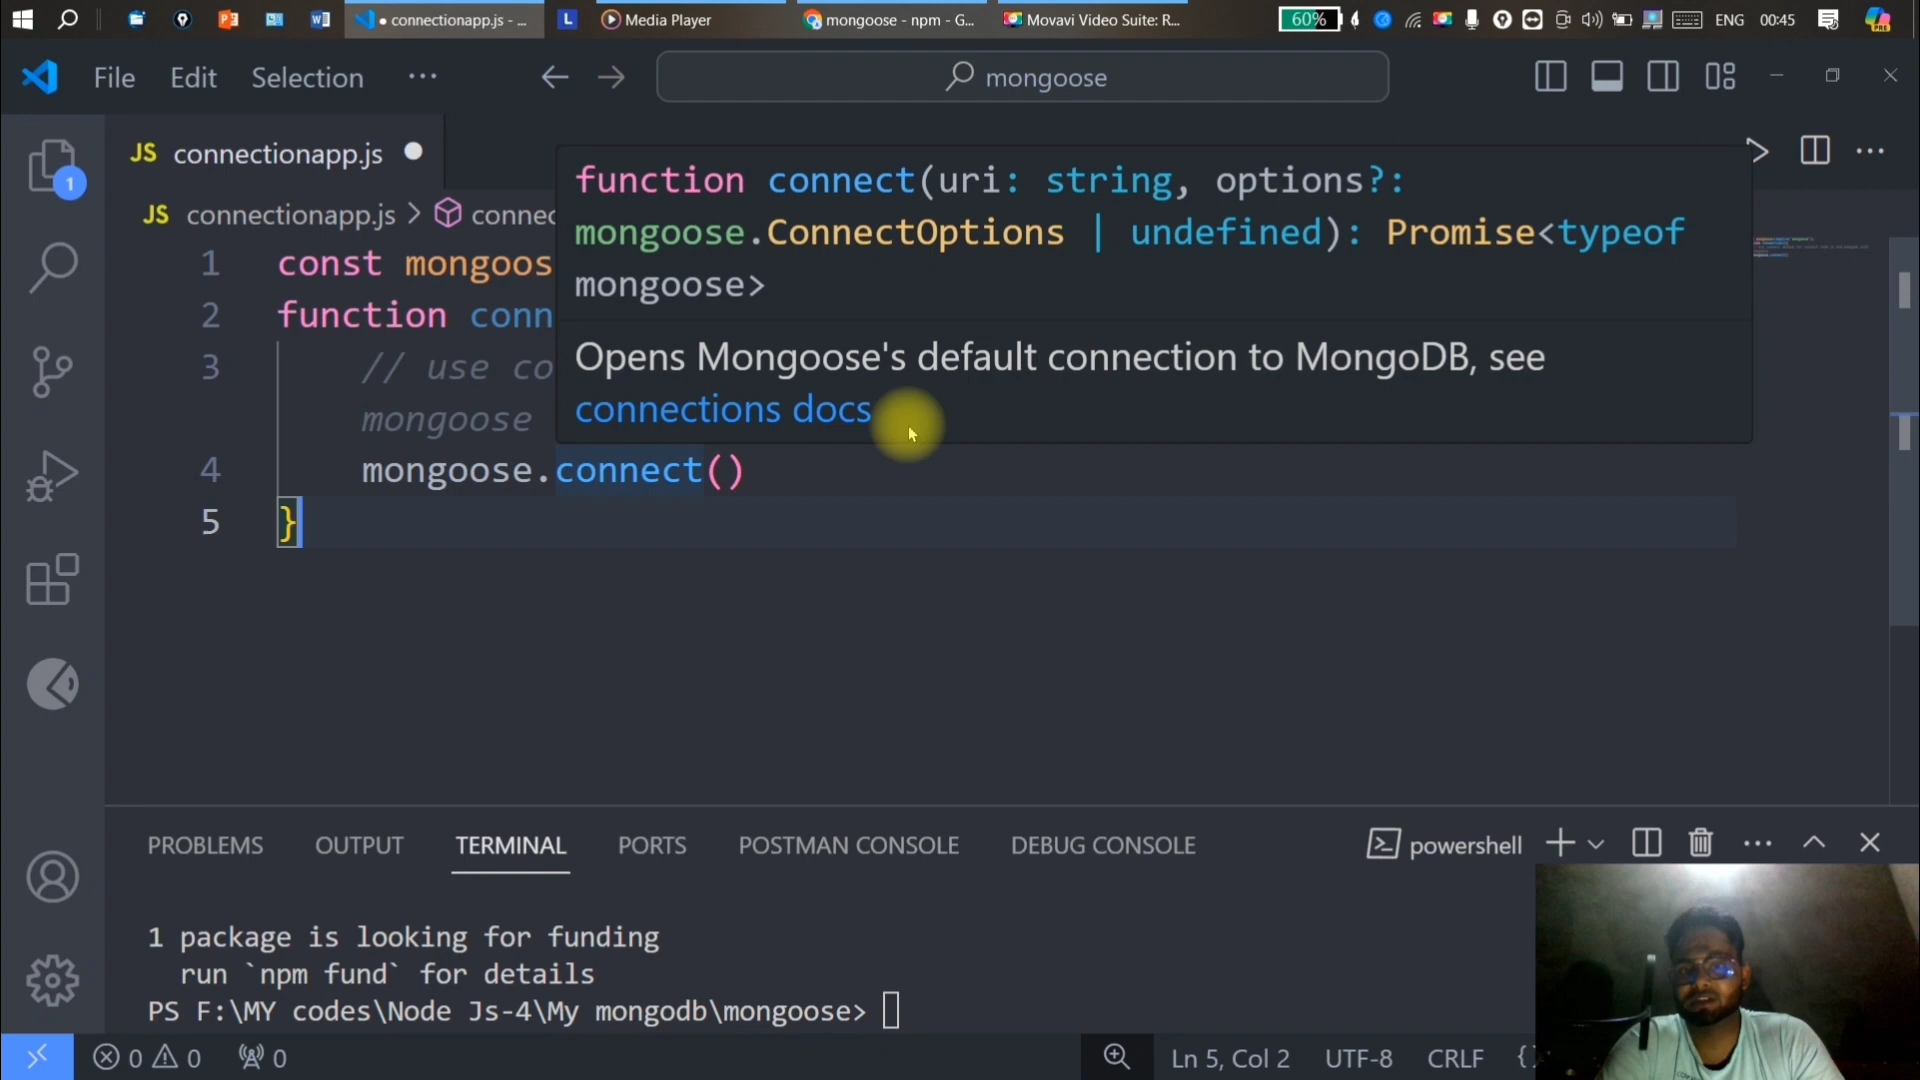 connectionapp.js - ...
L
Media Player
mongoose - npm - G...
Movavi Video Suite: R...
60%
ENG
00:45
File
Edit
Selection
...
mongoose
JS connectionapp.js
1
JS connectionapp.js > connec
function connect(uri: string, options?:
mongoose.ConnectOptions | undefined): Promise<typeof
mongoose>
Opens Mongoose's default connection to MongoDB, see
connections docs
1 const mongoos
2 function conn
3 // use co
mongoose
4 mongoose.connect()
5 }
PROBLEMS
OUTPUT
TERMINAL
PORTS
POSTMAN CONSOLE
DEBUG CONSOLE
powershell
1 package is looking for funding
run `npm fund` for details
PS F:\MY codes\Node Js-4\My mongodb\mongoose>
0 0 0
Ln 5, Col 2
UTF-8
CRLF
{